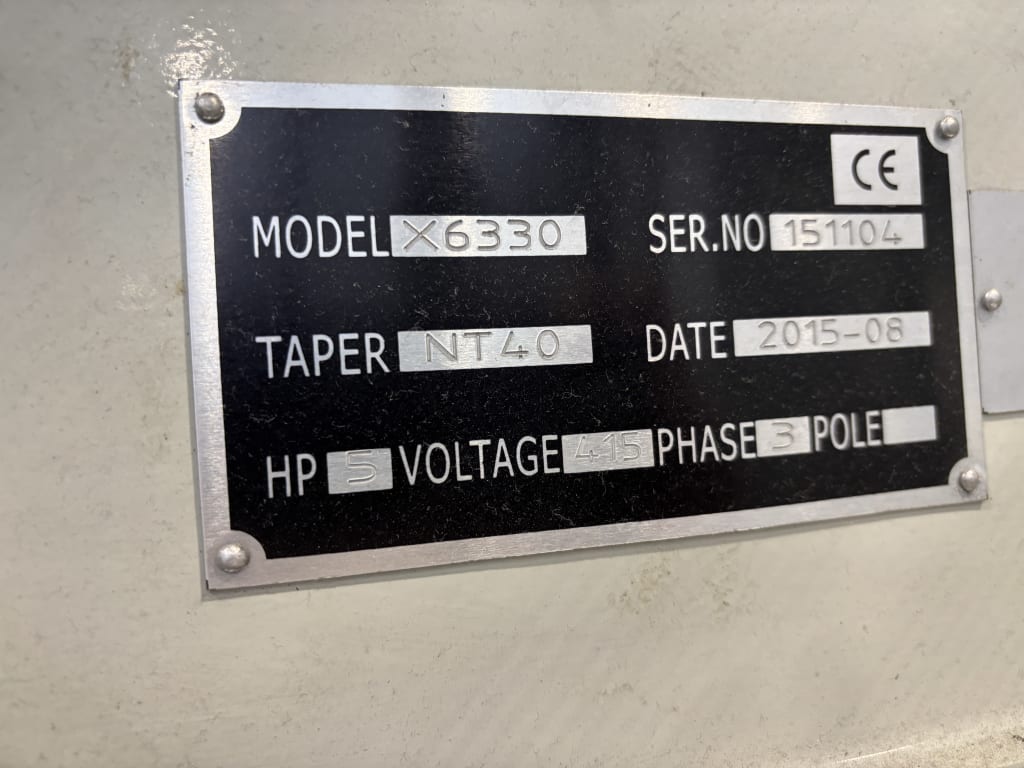 CE
MODEL X6330 SER.NO 151104
TAPER NT40 DATE 2015-08
HP 5 VOLTAGE 415 PHASE 3 POLE